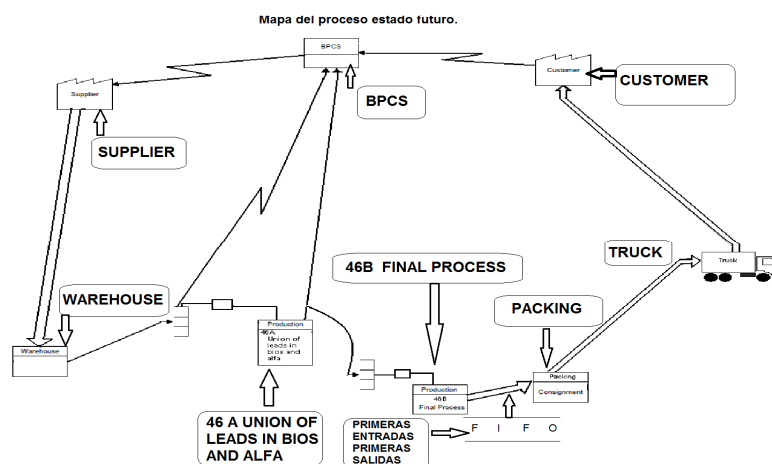 Mapa del proceso estado futuro.
BPCS
Customer
CUSTOMER
Supplier
BPCS
SUPPLIER
TRUCK
Truck
46B FINAL PROCESS
WAREHOUSE
PACKING
Production
46A
Union of
leads in
bios and
alfa
Warehouse
Packing
Consignment
Production
46B
Final Process
46 A UNION OF
LEADS IN BIOS
AND ALFA
PRIMERAS
ENTRADAS
PRIMERAS
SALIDAS
F I F O